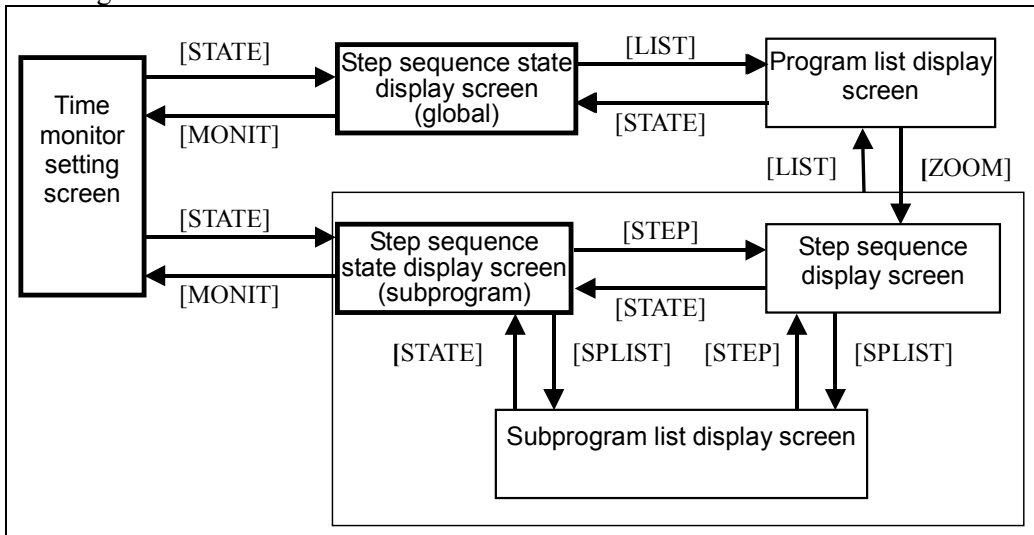 [STATE]
Step sequence state
display screen
(global)
[LIST]
Program list display
screen
Time
monitor
setting
screen
[MONIT]
[STATE]
[LIST]
[ZOOM]
[STATE]
Step sequence
state display screen
(subprogram)
[STEP]
Step sequence
display screen
[MONIT]
[STATE]
[STATE]
[SPLIST]
[STEP]
[SPLIST]
Subprogram list display screen